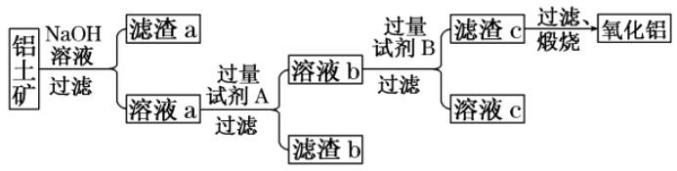 铝土矿
NaOH
溶液
过滤
滤渣 a
溶液 a
过量
试剂 A
过滤
溶液 b
滤渣 b
过量
试剂 B
过滤
滤渣 c
溶液 c
过滤、
煅烧
氧化铝